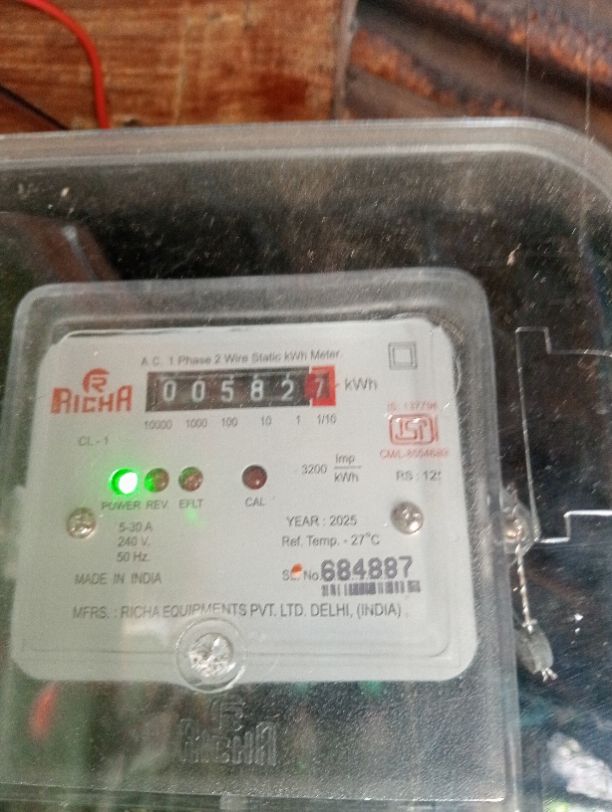 A.C. 1 Phase 2 Wire Static kWh Meter.
R
RICHA
0 0 5 8 2 7 kWh
10000 1000 100 10 1 1/10
CL - 1
ISI
3200 Imp/kWh
POWER REV. EFLT CAL
5-30 A
240 V.
50 Hz.
YEAR : 2025
Ref. Temp. - 27°C
MADE IN INDIA
No. 684887
MFRS. : RICHA EQUIPMENTS PVT. LTD. DELHI, (INDIA)
R
RICHA